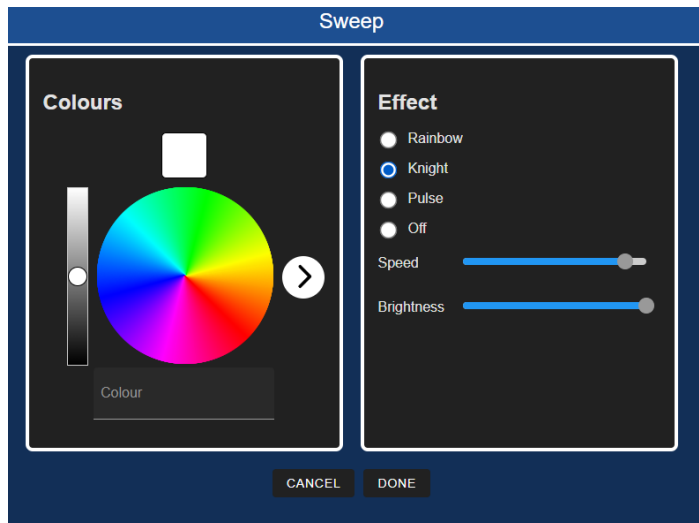 Sweep
Colours
Colour
Effect
Rainbow
Knight
Pulse
Off
Speed
Brightness
CANCEL
DONE